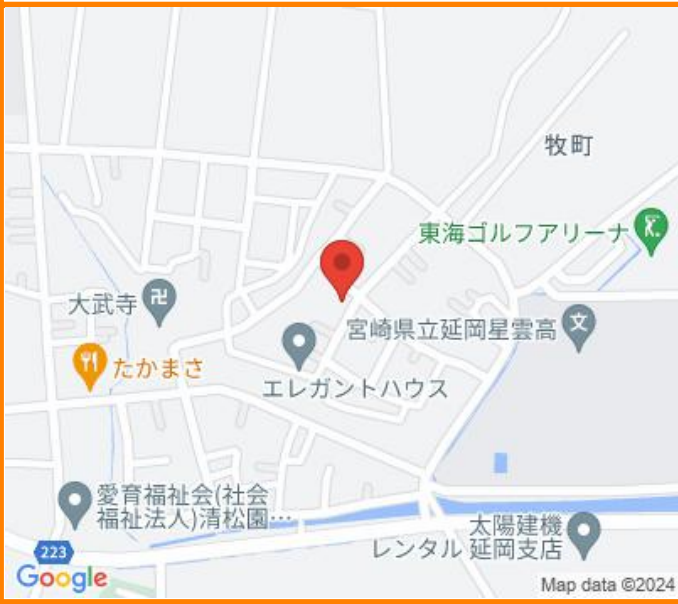 牧町
東海ゴルフアリーナ
大武寺
宮崎県立延岡星雲高
たかまさ
エレガントハウス
愛育福祉会(社会
福祉法人)清松園…
太陽建機
レンタル 延岡支店
223
Google
Map data ©2024